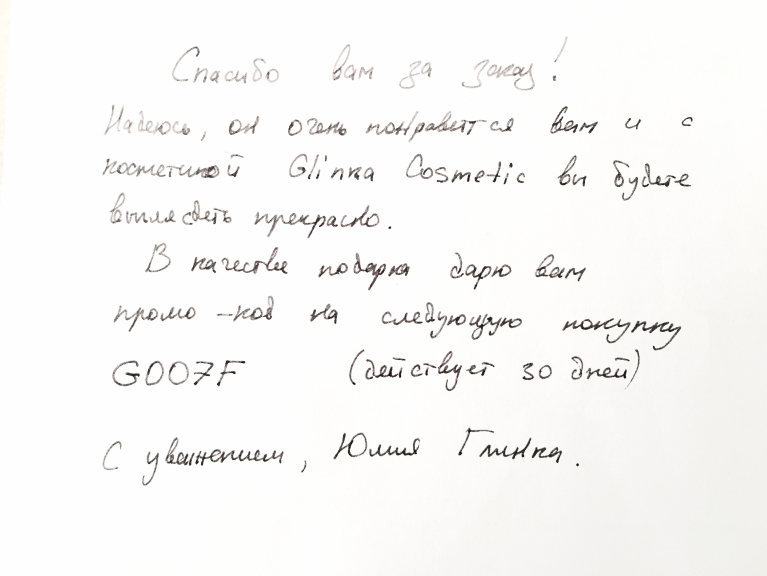 Спасибо вам за заказ!
Надеюсь, он очень понравится вам и с
косметикой Glinka Cosmetic вы будете
выглядеть прекрасно.
В качестве подарка дарю вам
промо-код на следующую покупку
G007F (действует 30 дней)
С уважением, Юлия Глинка.